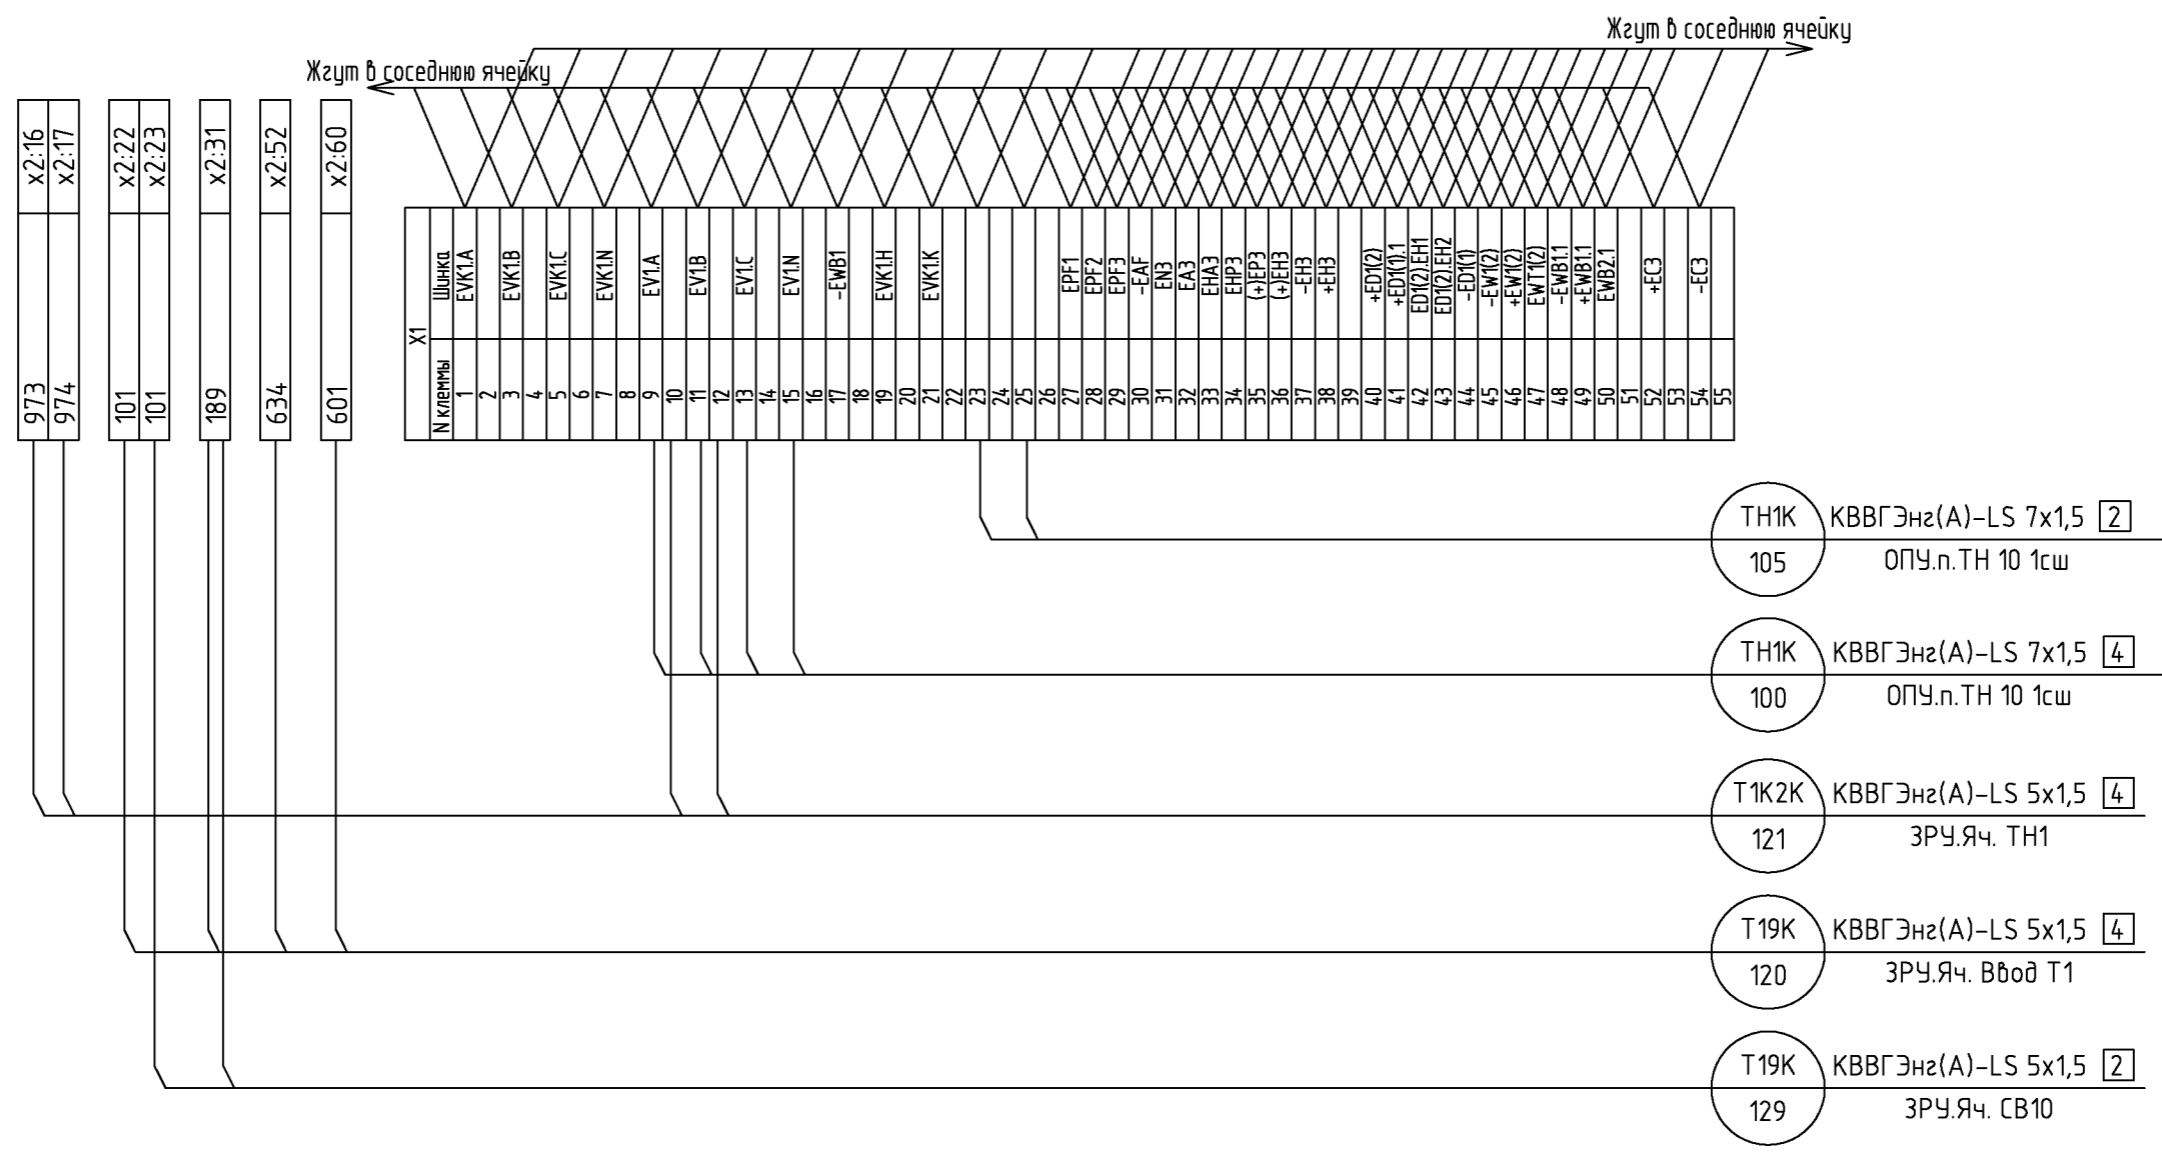 Жгут в соседнюю ячейку
Жгут в соседнюю ячейку
x2:16
x2:17
x2:22
x2:23
x2:31
x2:52
x2:60
973
974
101
101
189
634
601
X1
Шинка
N клеммы
EVK1.A
EVK1.B
EVK1.C
EVK1.N
EV1.A
EV1.B
EV1.C
EV1.N
-EWB1
EVK1.H
EVK1.K
EPF1
EPF2
EPF3
-EAF
EN3
EA3
EHA3
EHP3
(+)EP3
(+)EH3
-EH3
+EH3
+ED1(2)
+ED1(1).1
ED1(2).EH1
ED1(2).EH2
-ED1(1)
-EW1(2)
+EW1(2)
EWT1(2)
-EWB1.1
+EWB1.1
EWB2.1
+EC3
-EC3
1 2 3 4 5 6 7 8 9 10 11 12 13 14 15 16 17 18 19 20 21 22 23 24 25 26 27 28 29 30 31 32 33 34 35 36 37 38 39 40 41 42 43 44 45 46 47 48 49 50 51 52 53 54 55
ТН1К КВВГЭнг(А)-LS 7х1,5 2
105 ОПУ.п.ТН 10 1сш
ТН1К КВВГЭнг(А)-LS 7х1,5 4
100 ОПУ.п.ТН 10 1сш
Т1К2К КВВГЭнг(А)-LS 5х1,5 4
121 ЗРУ.Яч. ТН1
Т19К КВВГЭнг(А)-LS 5х1,5 4
120 ЗРУ.Яч. Ввод Т1
Т19К КВВГЭнг(А)-LS 5х1,5 2
129 ЗРУ.Яч. СВ10